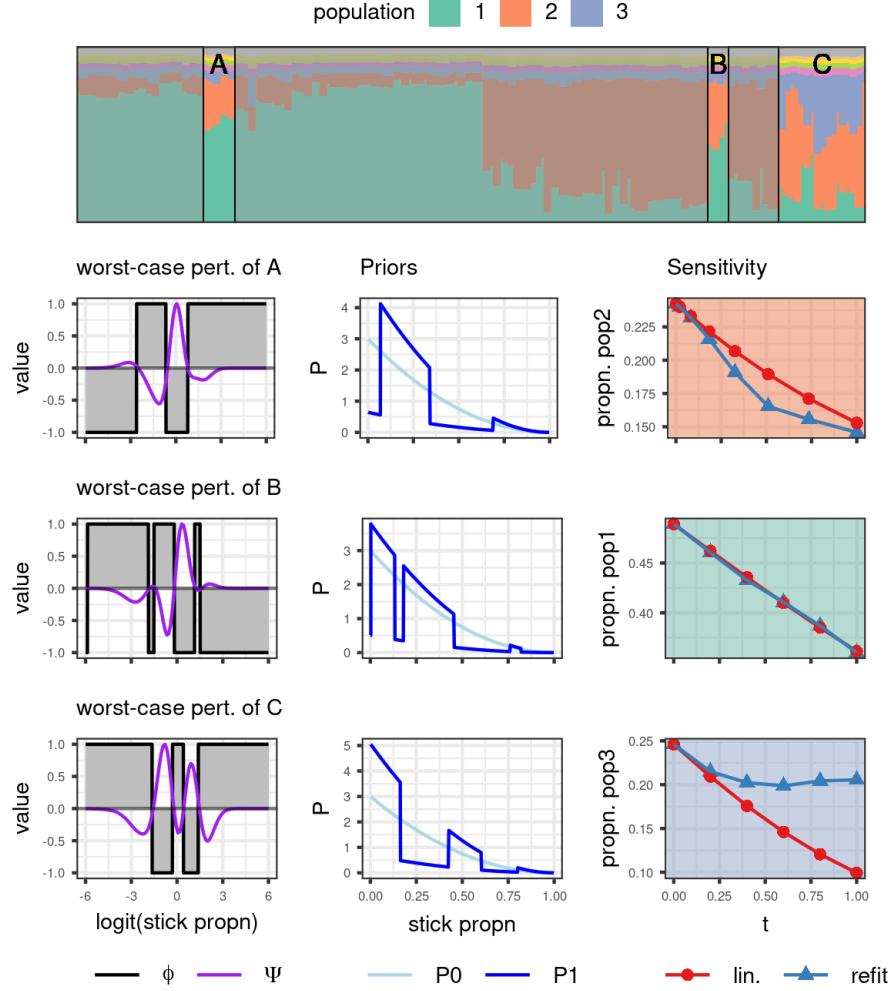 population 1 2 3
A B C
worst-case pert. of A Priors Sensitivity
value
1.0
0.5
0.0
-0.5
-1.0
P
4
3
2
1
0
propn. pop2
0.225
0.200
0.175
0.150
worst-case pert. of B
value
1.0
0.5
0.0
-0.5
-1.0
P
3
2
1
0
propn. pop1
0.45
0.40
worst-case pert. of C
value
1.0
0.5
0.0
-0.5
-1.0
-6 -3 0 3 6
logit(stick propn)
P
5
4
3
2
1
0
0.00 0.25 0.50 0.75 1.00
stick propn
propn. pop3
0.25
0.20
0.15
0.10
0.00 0.25 0.50 0.75 1.00
t
ϕ Ψ P0 P1 lin. refit